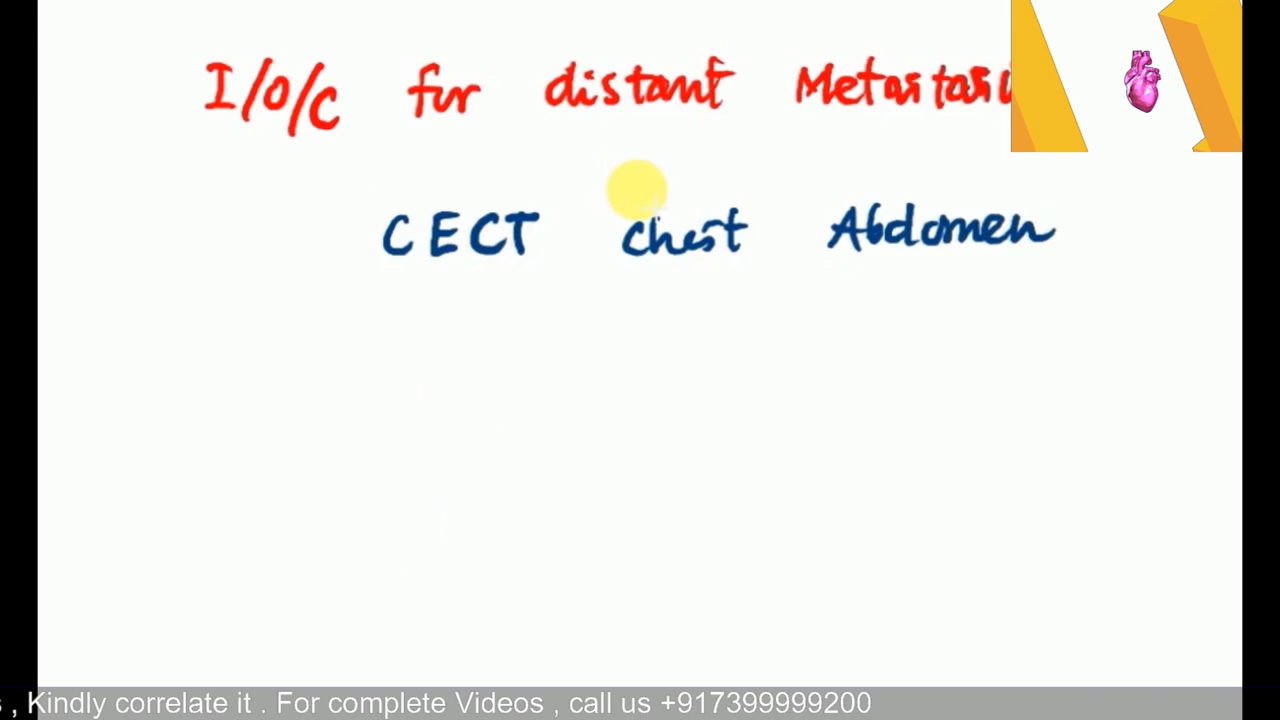 I/O/C for distant Metastasi
CECT chest Abdomen
, Kindly correlate it . For complete Videos , call us +917399999200